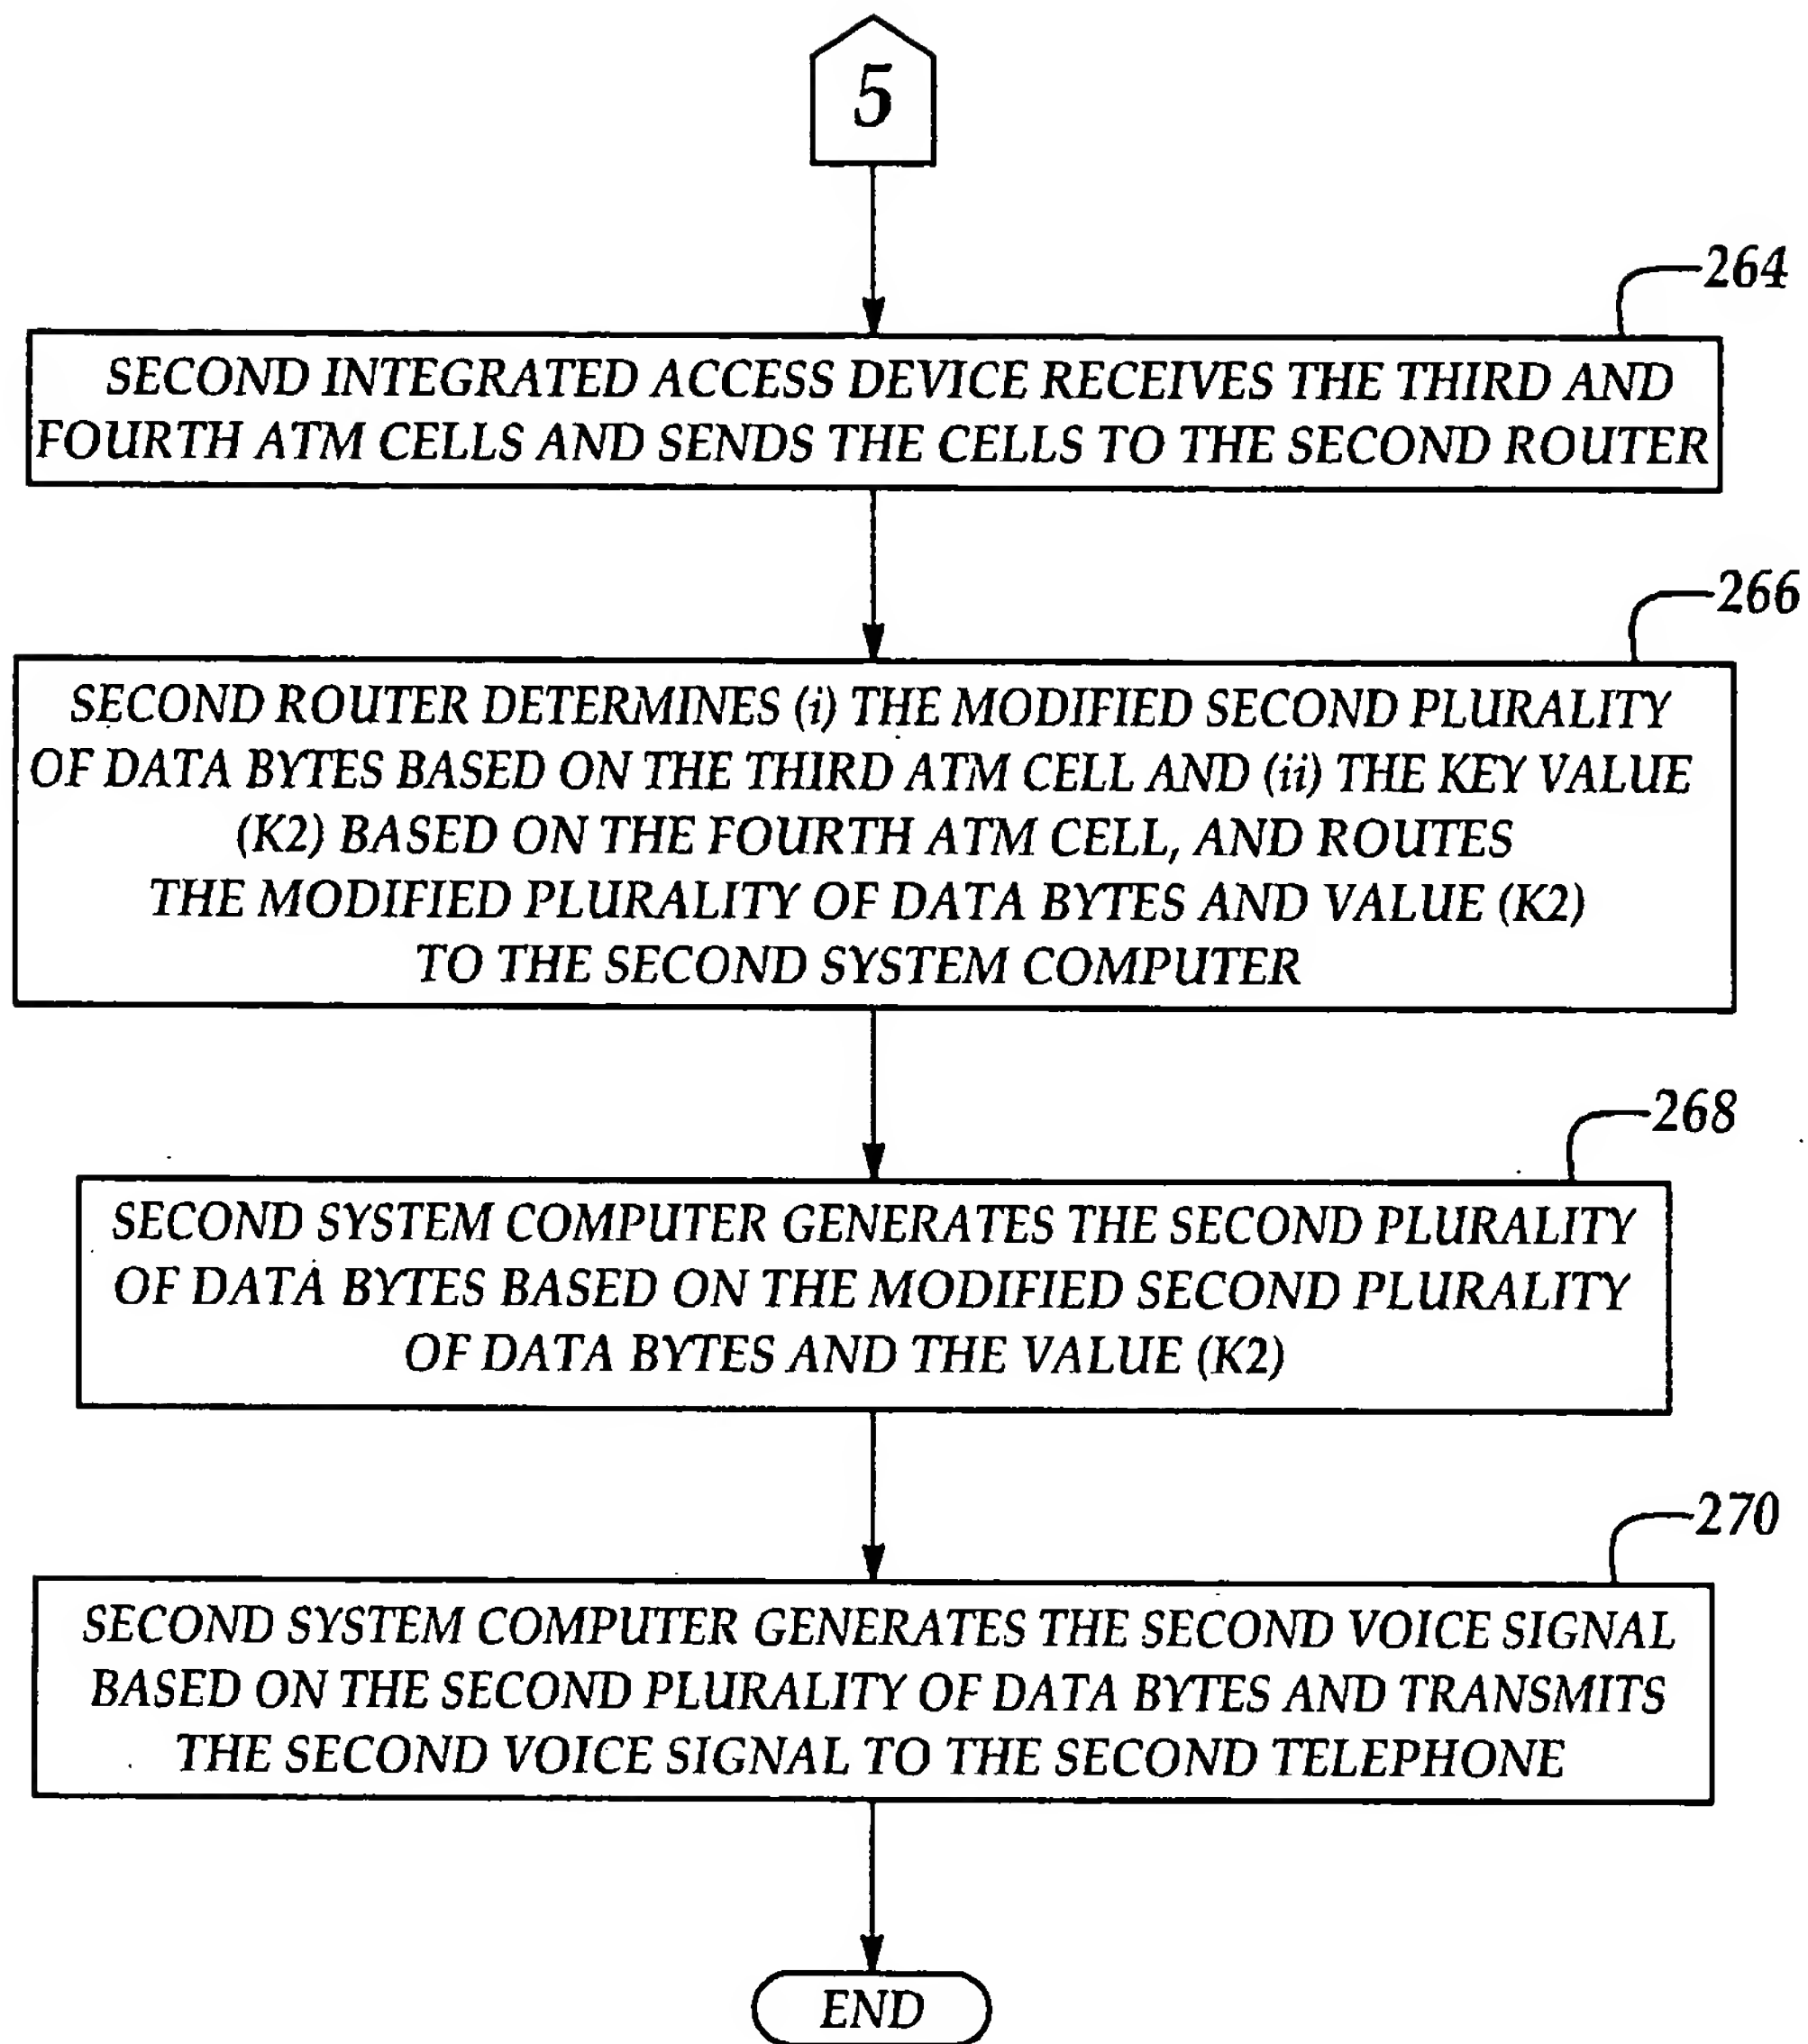 5
264
SECOND INTEGRATED ACCESS DEVICE RECEIVES THE THIRD AND
FOURTH ATM CELLS AND SENDS THE CELLS TO THE SECOND ROUTER
266
SECOND ROUTER DETERMINES (i) THE MODIFIED SECOND PLURALITY
OF DATA BYTES BASED ON THE THIRD ATM CELL AND (ii) THE KEY VALUE
(K2) BASED ON THE FOURTH ATM CELL, AND ROUTES
THE MODIFIED PLURALITY OF DATA BYTES AND VALUE (K2)
TO THE SECOND SYSTEM COMPUTER
268
SECOND SYSTEM COMPUTER GENERATES THE SECOND PLURALITY
OF DATA BYTES BASED ON THE MODIFIED SECOND PLURALITY
OF DATA BYTES AND THE VALUE (K2)
270
SECOND SYSTEM COMPUTER GENERATES THE SECOND VOICE SIGNAL
BASED ON THE SECOND PLURALITY OF DATA BYTES AND TRANSMITS
THE SECOND VOICE SIGNAL TO THE SECOND TELEPHONE
END